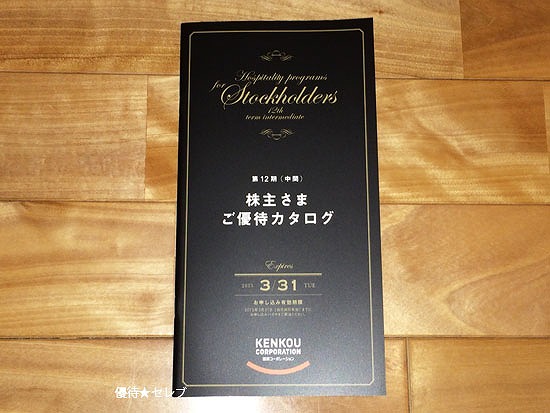 Hospitality programs
for Stockholders
12th
term intermediate
第12期（中間）
株主さま
ご優待カタログ
Expires
2015 3/31 TUE
お申し込み有効期限
KENKOU
CORPORATION
健康コーポレーション
優待★セレブ